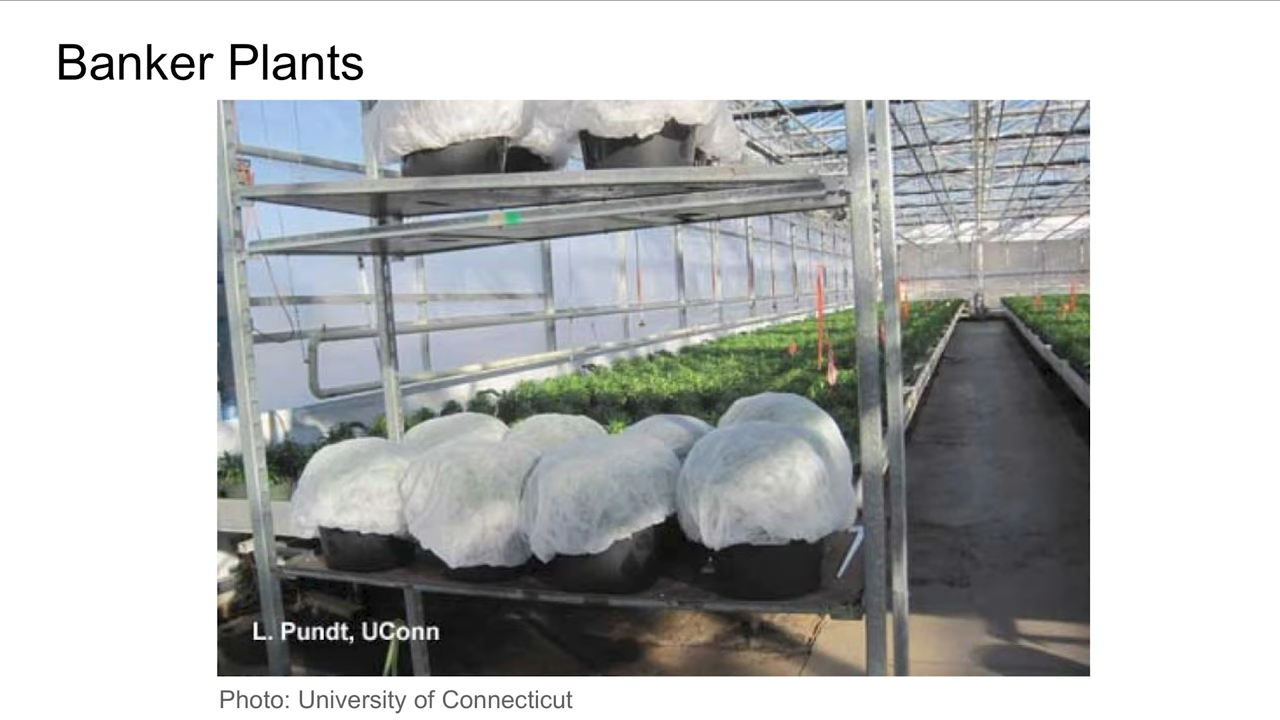 Banker Plants
L. Pundt, UConn
Photo: University of Connecticut